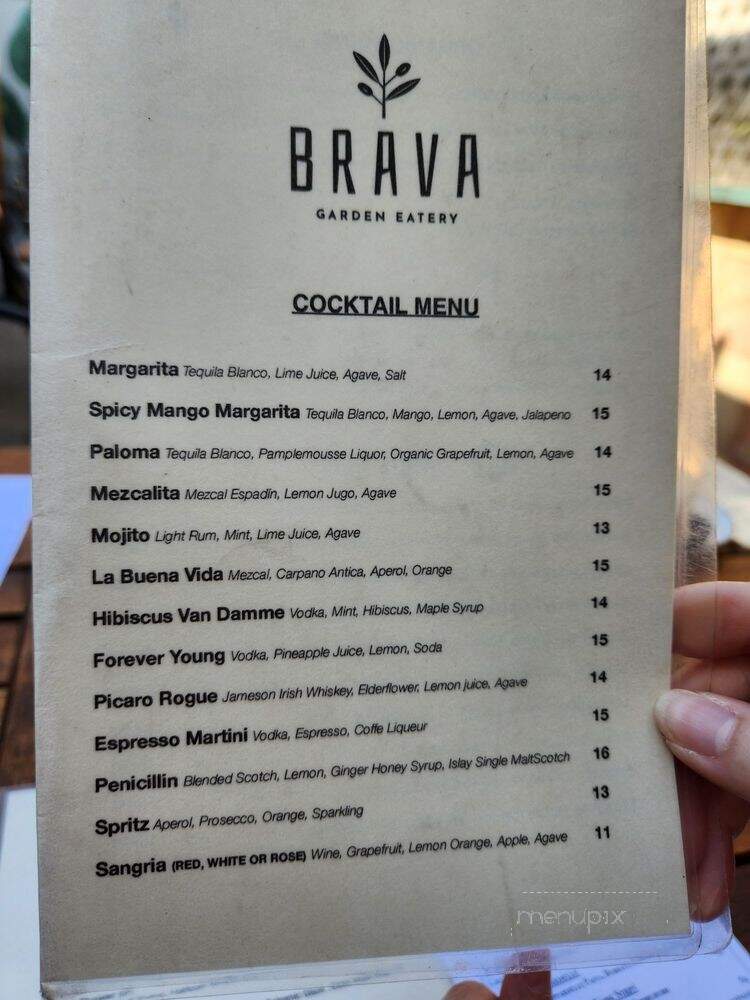 BRAVA
GARDEN EATERY
COCKTAIL MENU
Margarita Tequila Blanco, Lime Juice, Agave, Salt 14
Spicy Mango Margarita Tequila Blanco, Mango, Lemon, Agave, Jalapeno 15
Paloma Tequila Blanco, Pamplemousse Liquor, Organic Grapefruit, Lemon, Agave 14
Mezcalita Mezcal Espadín, Lemon Jugo, Agave 15
Mojito Light Rum, Mint, Lime Juice, Agave 13
La Buena Vida Mezcal, Carpano Antica, Aperol, Orange 15
Hibiscus Van Damme Vodka, Mint, Hibiscus, Maple Syrup 14
Forever Young Vodka, Pineapple Juice, Lemon, Soda 15
Picaro Rogue Jameson Irish Whiskey, Elderflower, Lemon juice, Agave 14
Espresso Martini Vodka, Espresso, Coffe Liqueur 15
Penicillin Blended Scotch, Lemon, Ginger Honey Syrup, Islay Single MaltScotch 16
Spritz Aperol, Prosecco, Orange, Sparkling 13
Sangria (RED, WHITE OR ROSE) Wine, Grapefruit, Lemon Orange, Apple, Agave 11
menupix